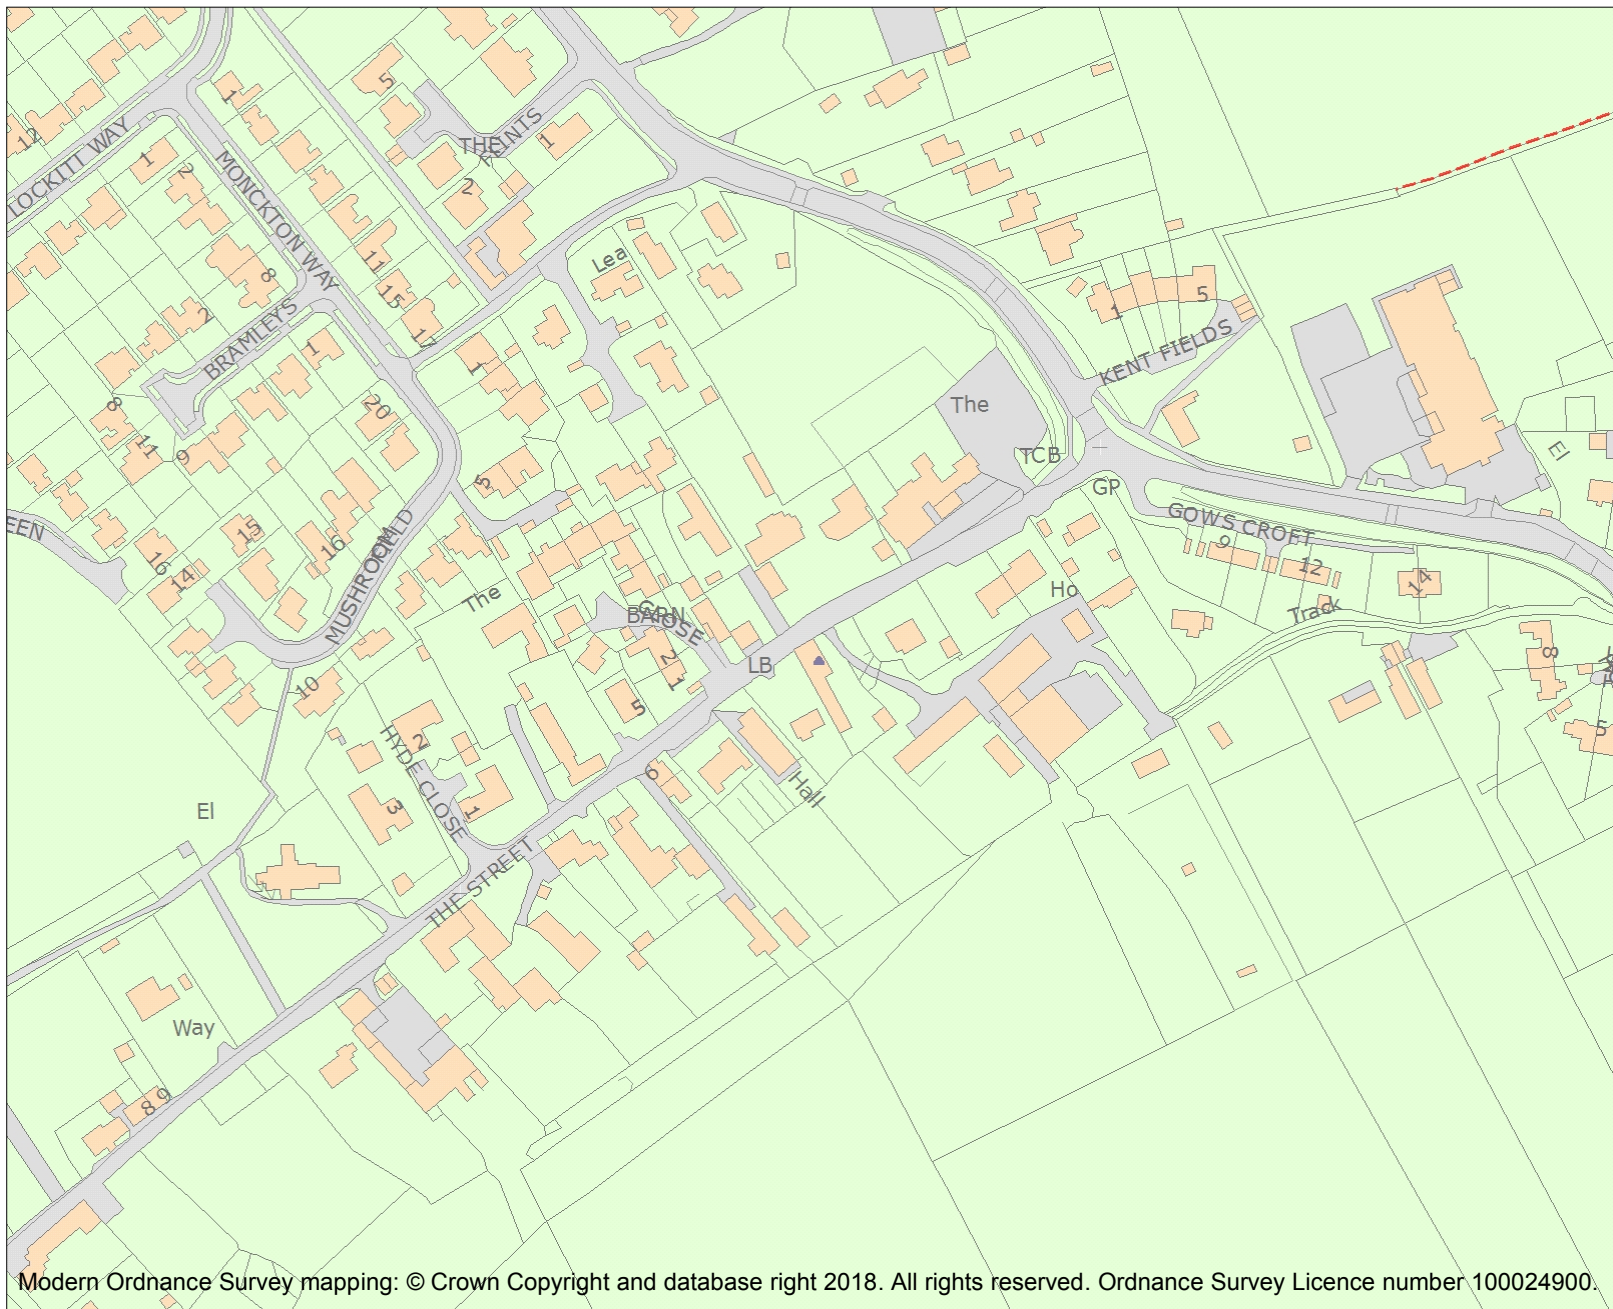 12
LOCKITT WAY
1
MONCKTON WAY
1
2
5
THE
FLINTS
1
2
11
15
17
8
2
BRAMLEYS
1
8
11
9
20
Lea
1
5
1
5
KENT FIELDS
The
TCB
GP
GOWS CROFT
9
12
14
Track
El
EEN
16
14
15
16
MUSHROOM
The
BARN
CLOSE
2
1
5
LB
Ho
8
5
10
2
HYDE CLOSE
3
1
6
Hall
El
THE STREET
Way
8 9
Modern Ordnance Survey mapping: © Crown Copyright and database right 2018. All rights reserved. Ordnance Survey Licence number 100024900.